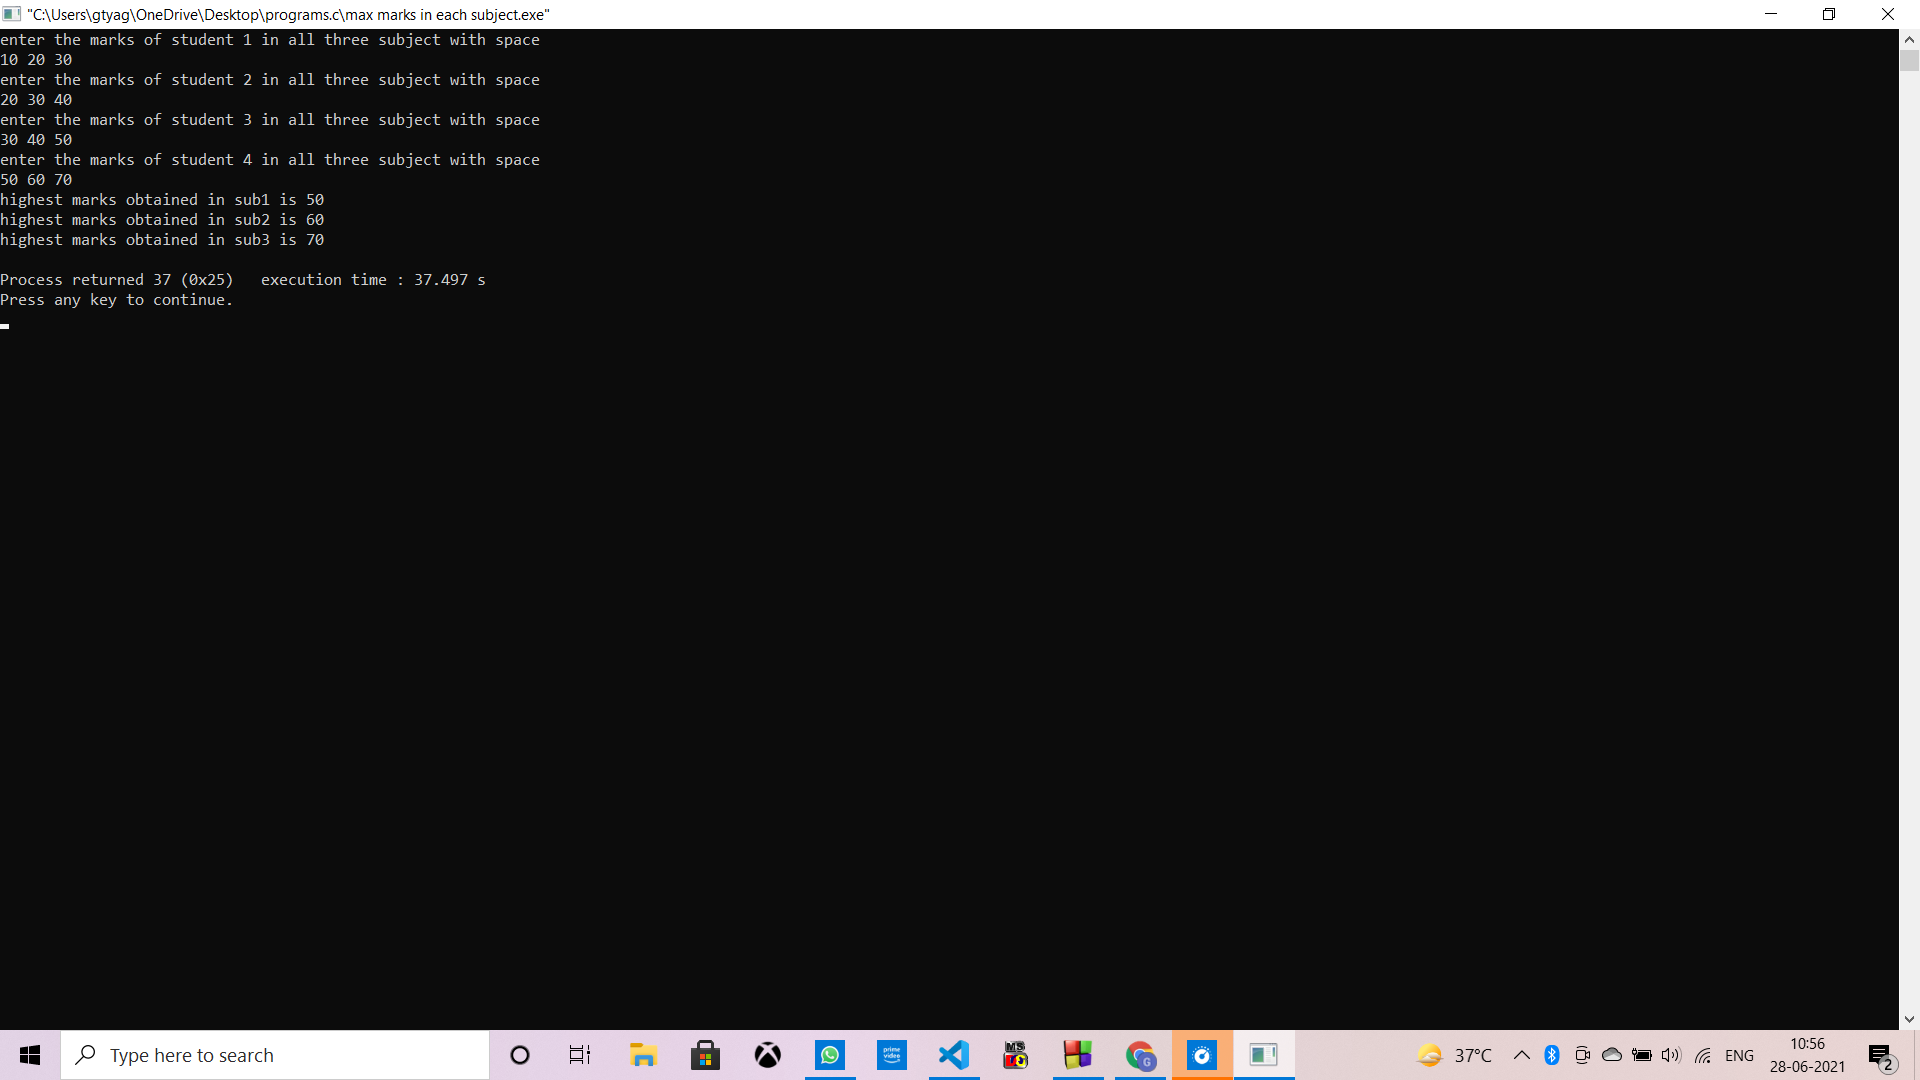 "C:\Users\gtyag\OneDrive\Desktop\programs.c\max marks in each subject.exe"
enter the marks of student 1 in all three subject with space
10 20 30
enter the marks of student 2 in all three subject with space
20 30 40
enter the marks of student 3 in all three subject with space
30 40 50
enter the marks of student 4 in all three subject with space
50 60 70
highest marks obtained in sub1 is 50
highest marks obtained in sub2 is 60
highest marks obtained in sub3 is 70
Process returned 37 (0x25)   execution time : 37.497 s
Press any key to continue.
Type here to search
prime video
MS
G
37°C
ENG
10:56
28-06-2021
2